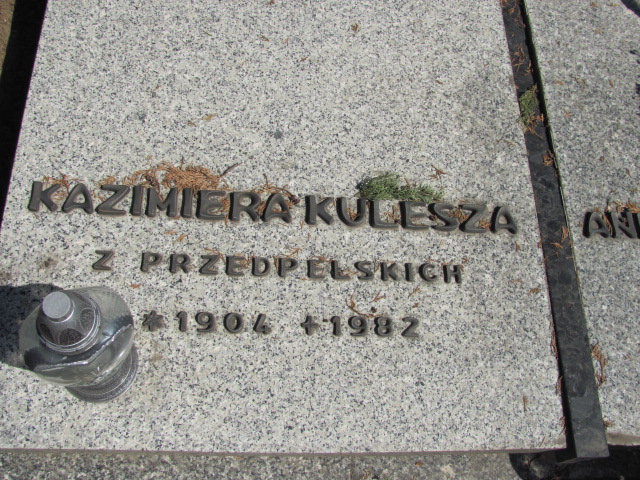 KAZIMIERA KULESZA
Z PRZEDPEŁSKICH
* 1904 + 1982